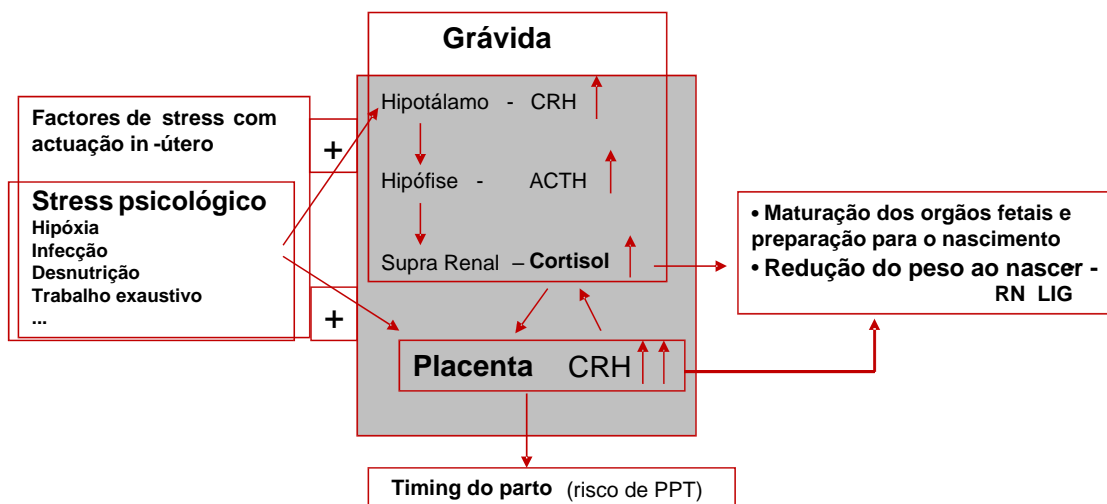 Grávida
Factores de stress com
actuação in -útero
+
Stress psicológico
Hipóxia
Infecção
Desnutrição
Trabalho exaustivo
...
+
Hipotálamo - CRH
Hipófise - ACTH
Supra Renal – Cortisol
Placenta CRH
• Maturação dos orgãos fetais e
preparação para o nascimento
• Redução do peso ao nascer -
RN LIG
Timing do parto (risco de PPT)